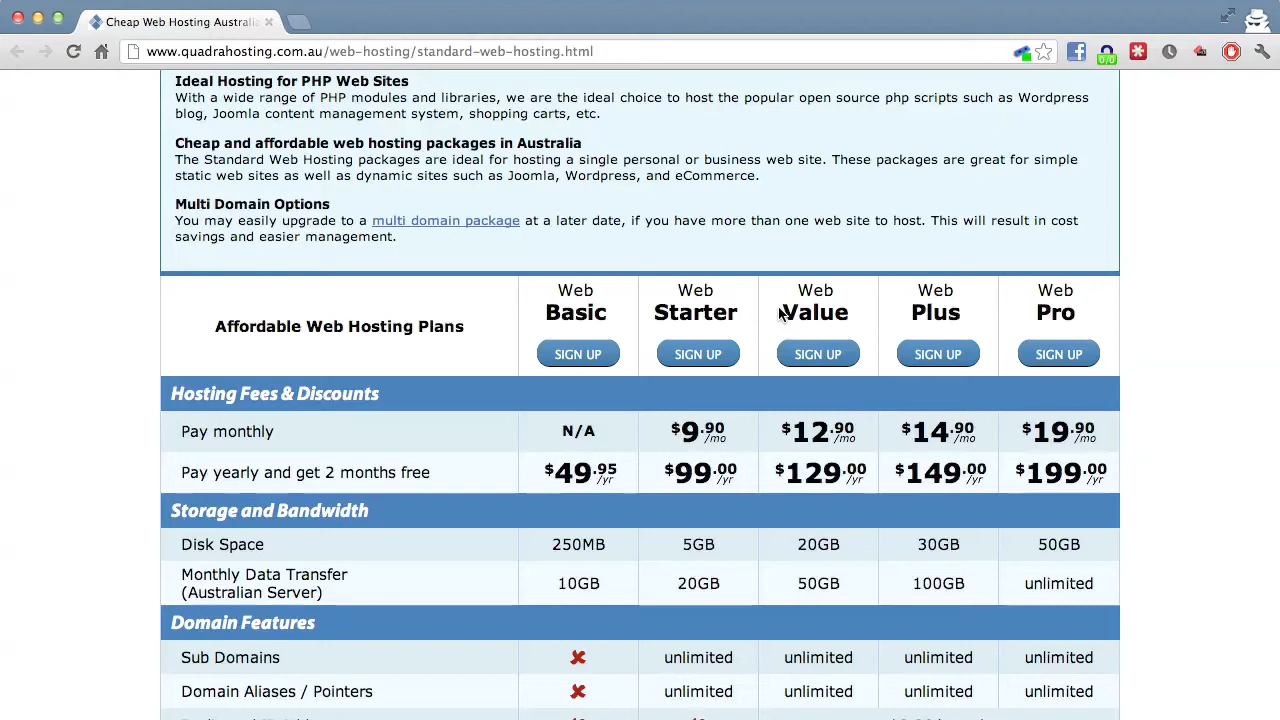 Cheap Web Hosting Australia
www.quadrahosting.com.au/web-hosting/standard-web-hosting.html
0/0
Ideal Hosting for PHP Web Sites
With a wide range of PHP modules and libraries, we are the ideal choice to host the popular open source php scripts such as Wordpress
blog, Joomla content management system, shopping carts, etc.
Cheap and affordable web hosting packages in Australia
The Standard Web Hosting packages are ideal for hosting a single personal or business web site. These packages are great for simple
static web sites as well as dynamic sites such as Joomla, Wordpress, and eCommerce.
Multi Domain Options
You may easily upgrade to a multi domain package at a later date, if you have more than one web site to host. This will result in cost
savings and easier management.
Affordable Web Hosting Plans
Web Basic SIGN UP
Web Starter SIGN UP
Web Value SIGN UP
Web Plus SIGN UP
Web Pro SIGN UP
Hosting Fees & Discounts
Pay monthly N/A $9.90/mo $12.90/mo $14.90/mo $19.90/mo
Pay yearly and get 2 months free $49.95/yr $99.00/yr $129.00/yr $149.00/yr $199.00/yr
Storage and Bandwidth
Disk Space 250MB 5GB 20GB 30GB 50GB
Monthly Data Transfer
(Australian Server) 10GB 20GB 50GB 100GB unlimited
Domain Features
Sub Domains unlimited unlimited unlimited unlimited
Domain Aliases / Pointers unlimited unlimited unlimited unlimited